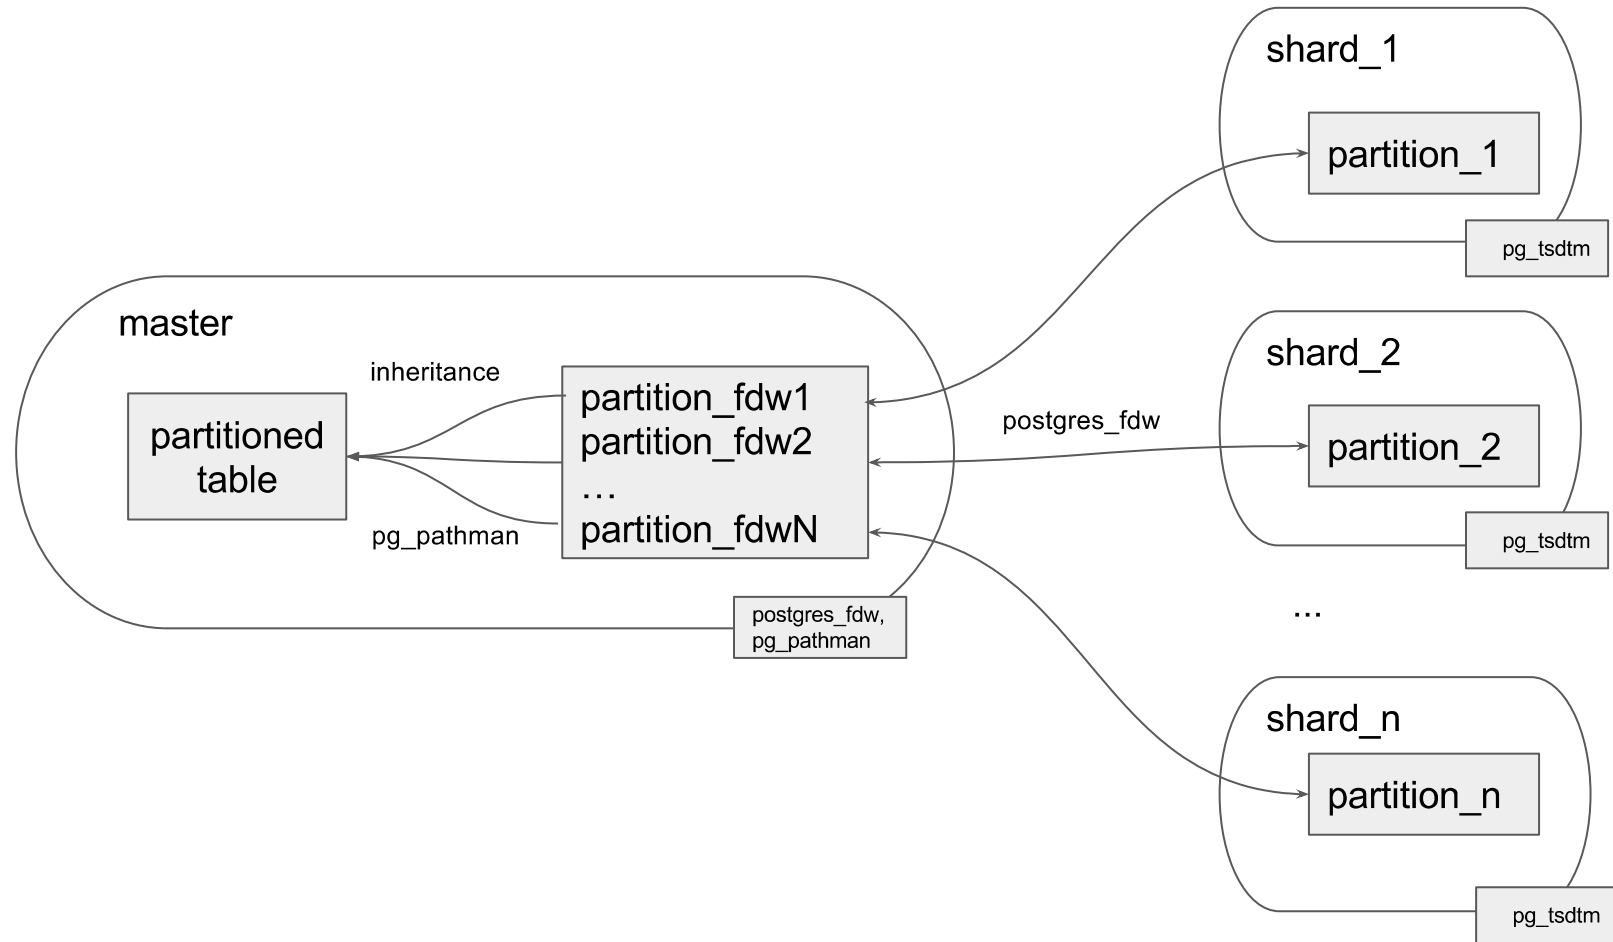 master
inheritance
partitioned
table
pg_pathman
partition_fdw1
partition_fdw2
...
partition_fdwN
postgres_fdw,
pg_pathman
postgres_fdw
shard_1
partition_1
pg_tsdtm
shard_2
partition_2
pg_tsdtm
...
shard_n
partition_n
pg_tsdtm